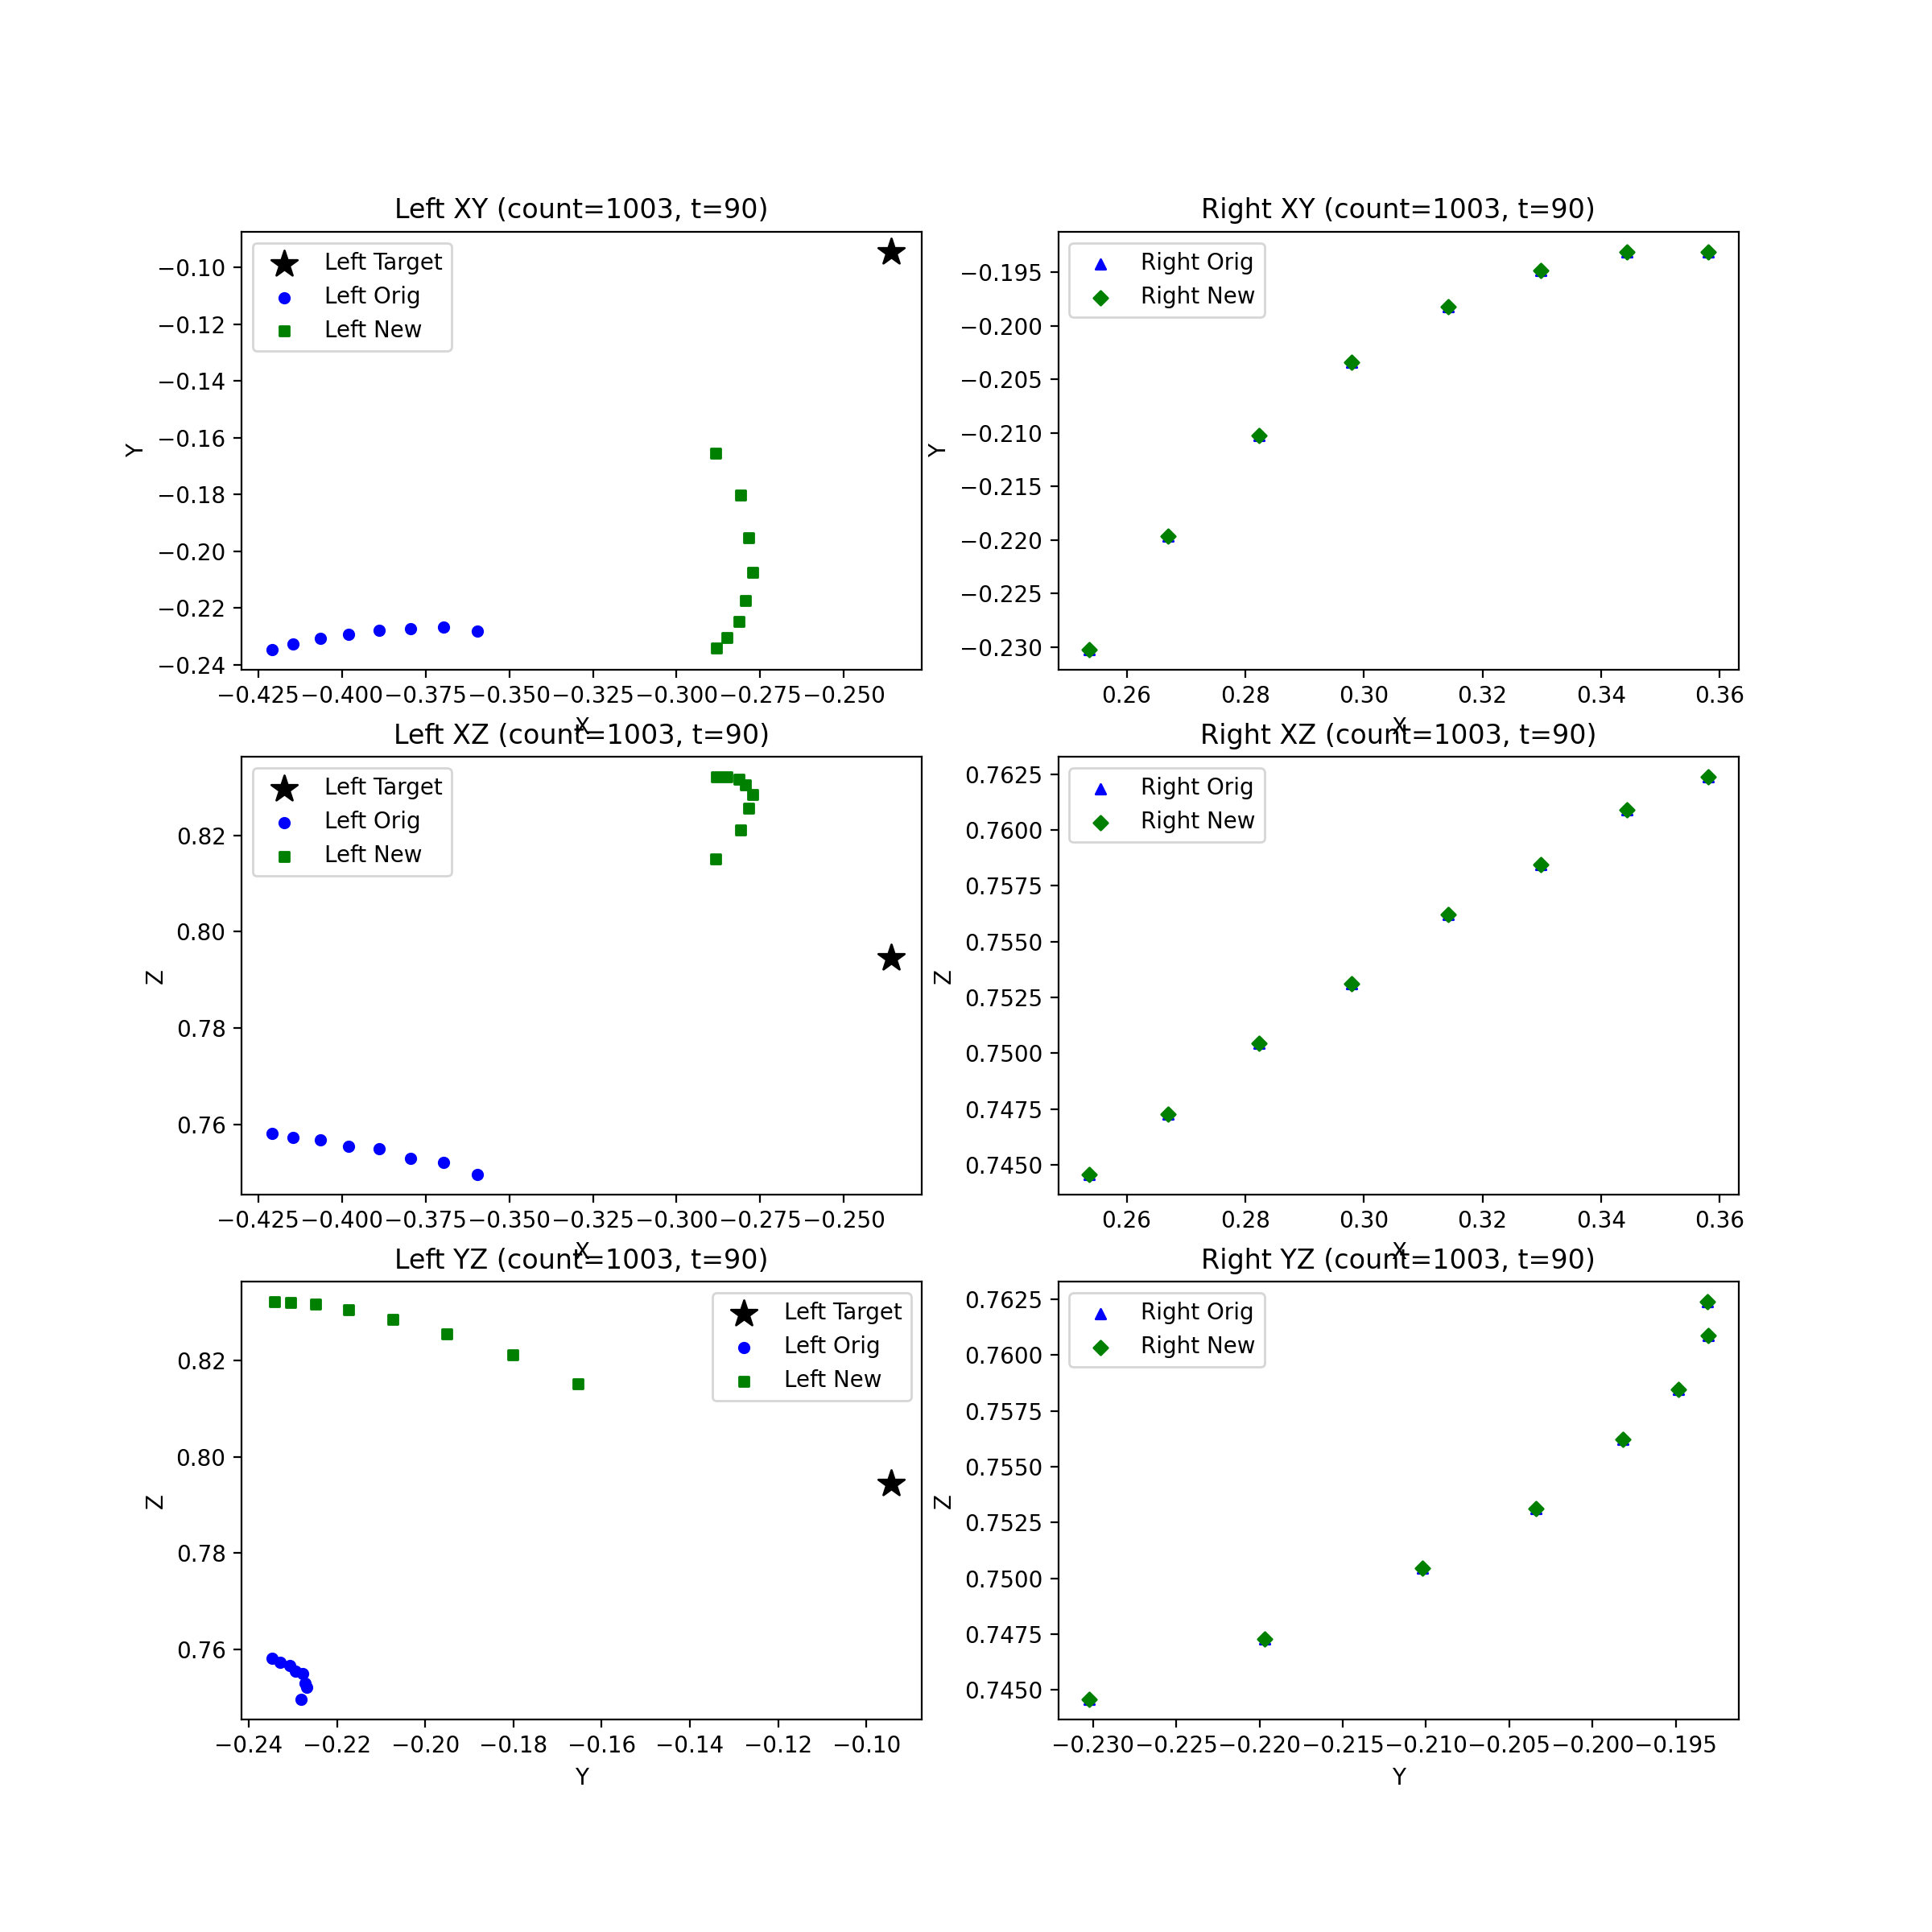 Left XY (count=1003, t=90)
Left Target
Left Orig
Left New
−0.10
−0.12
−0.14
−0.16
−0.18
−0.20
−0.22
−0.24
Y
−0.425 −0.400 −0.375 −0.350 −0.325 −0.300 −0.275 −0.250
X
Right XY (count=1003, t=90)
Right Orig
Right New
−0.195
−0.200
−0.205
−0.210
−0.215
−0.220
−0.225
−0.230
Y
0.26 0.28 0.30 0.32 0.34 0.36
X
Left XZ (count=1003, t=90)
Left Target
Left Orig
Left New
0.82
0.80
0.78
0.76
Z
−0.425 −0.400 −0.375 −0.350 −0.325 −0.300 −0.275 −0.250
X
Right XZ (count=1003, t=90)
Right Orig
Right New
0.7625
0.7600
0.7575
0.7550
0.7525
0.7500
0.7475
0.7450
Z
0.26 0.28 0.30 0.32 0.34 0.36
X
Left YZ (count=1003, t=90)
Left Target
Left Orig
Left New
0.82
0.80
0.78
0.76
Z
−0.24 −0.22 −0.20 −0.18 −0.16 −0.14 −0.12 −0.10
Y
Right YZ (count=1003, t=90)
Right Orig
Right New
0.7625
0.7600
0.7575
0.7550
0.7525
0.7500
0.7475
0.7450
Z
−0.230 −0.225 −0.220 −0.215 −0.210 −0.205 −0.200 −0.195
Y